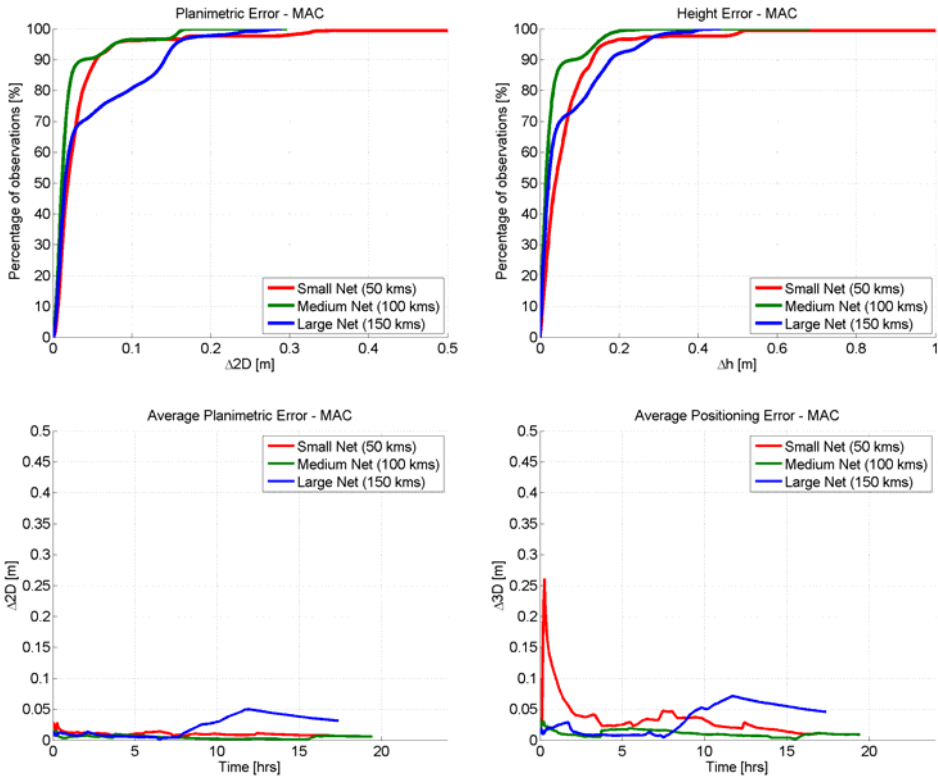 Planimetric Error - MAC
Percentage of observations [%]
100
90
80
70
60
50
40
30
20
10
0
Small Net (50 kms)
Medium Net (100 kms)
Large Net (150 kms)
0 0.1 0.2 0.3 0.4 0.5
Δ2D [m]
Height Error - MAC
Percentage of observations [%]
100
90
80
70
60
50
40
30
20
10
0
Small Net (50 kms)
Medium Net (100 kms)
Large Net (150 kms)
0 0.2 0.4 0.6 0.8 1
Δh [m]
Average Planimetric Error - MAC
Δ2D [m]
0.5
0.45
0.4
0.35
0.3
0.25
0.2
0.15
0.1
0.05
0
Small Net (50 kms)
Medium Net (100 kms)
Large Net (150 kms)
0 5 10 15 20
Time [hrs]
Average Positioning Error - MAC
Δ3D [m]
0.5
0.45
0.4
0.35
0.3
0.25
0.2
0.15
0.1
0.05
0
Small Net (50 kms)
Medium Net (100 kms)
Large Net (150 kms)
0 5 10 15 20
Time [hrs]